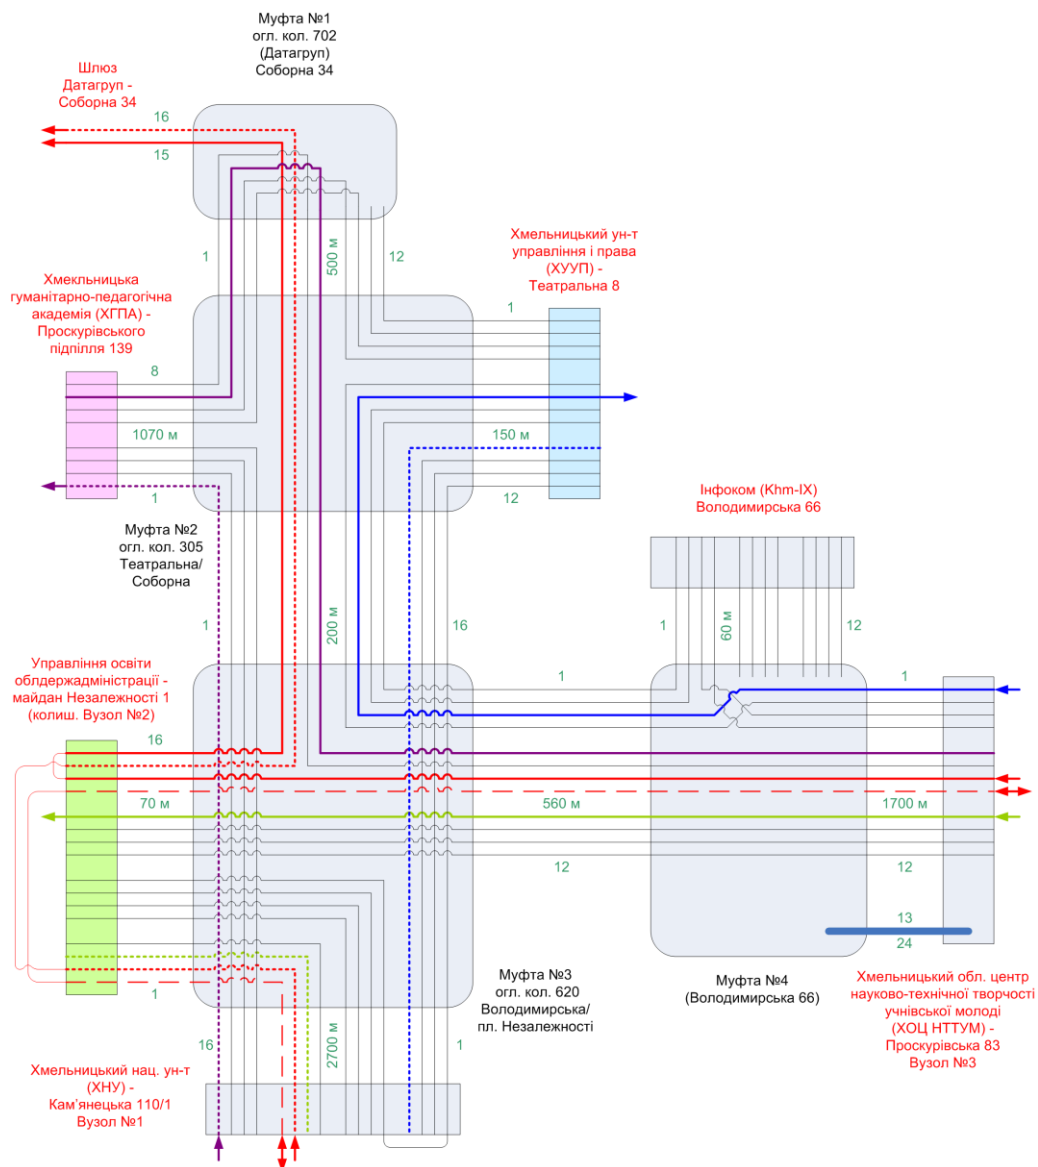 Муфта №1
огл. кол. 702
(Датагруп)
Соборна 34
Шлюз
Датагруп -
Соборна 34
16
15
1
500 м
12
Хмельницький ун-т
управління і права
(ХУУП) -
Театральна 8
Хмекльницька
гуманітарно-педагогічна
академія (ХГПА) -
Проскурівського
підпілля 139
1
8
1070 м
150 м
1
12
Муфта №2
огл. кол. 305
Театральна/
Соборна
Інфоком (Khm-IX)
Володимирська 66
1
200 м
16
1
60 м
12
Управління освіти
облдержадміністрації -
майдан Незалежності 1
(колиш. Вузол №2)
1
1
16
70 м
560 м
1700 м
12
12
13
24
1
Муфта №3
огл. кол. 620
Володимирська/
пл. Незалежності
Муфта №4
(Володимирська 66)
Хмельницький обл. центр
науково-технічної творчості
учнівської молоді
(ХОЦ НТТУМ) -
Проскурівська 83
Вузол №3
16
2700 м
1
Хмельницький нац. ун-т
(ХНУ) -
Кам'янецька 110/1
Вузол №1